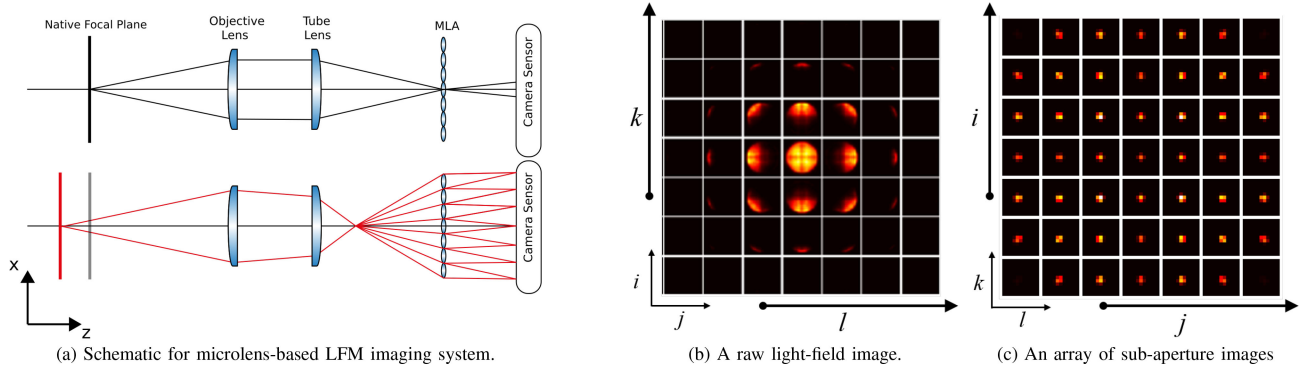 Native Focal Plane
Objective
Lens
Tube
Lens
MLA
Camera Sensor
Camera Sensor
x
z
(a) Schematic for microlens-based LFM imaging system.
k
i
j
l
(b) A raw light-field image.
i
k
l
j
(c) An array of sub-aperture images